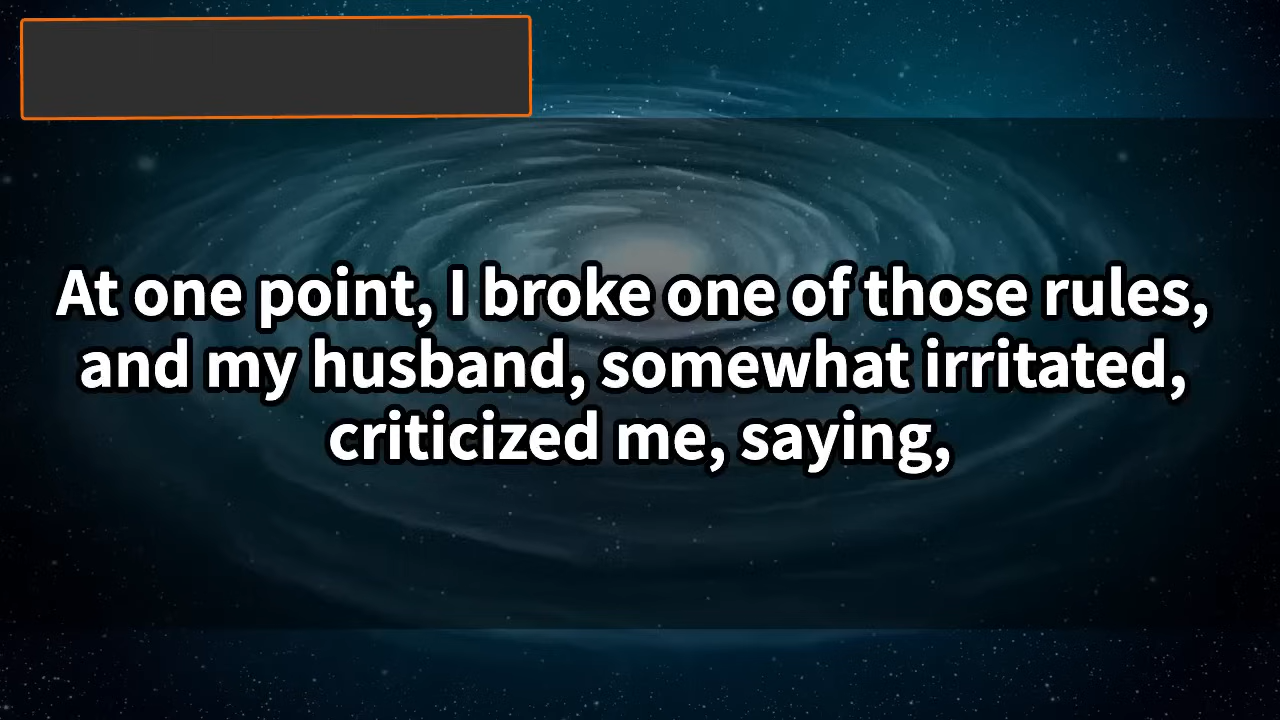 At one point, I broke one of those rules,
and my husband, somewhat irritated,
criticized me, saying,